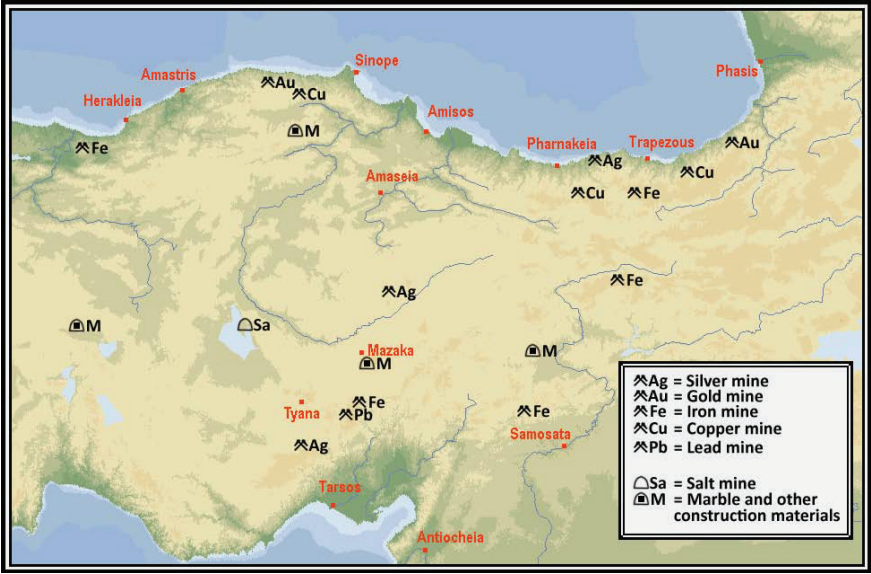 Sinope
Phasis
Amastris
Au
Cu
Herakleia
Amisos
M
Fe
Pharnakeia
Trapezous
Au
Ag
Cu
Amaseia
Cu
Fe
Fe
Ag
M
Sa
Mazaka
M
M
Tyana
Fe
Pb
Fe
Samosata
Ag
Tarsos
Antiocheia
Ag = Silver mine
Au = Gold mine
Fe = Iron mine
Cu = Copper mine
Pb = Lead mine
Sa = Salt mine
M = Marble and other
construction materials